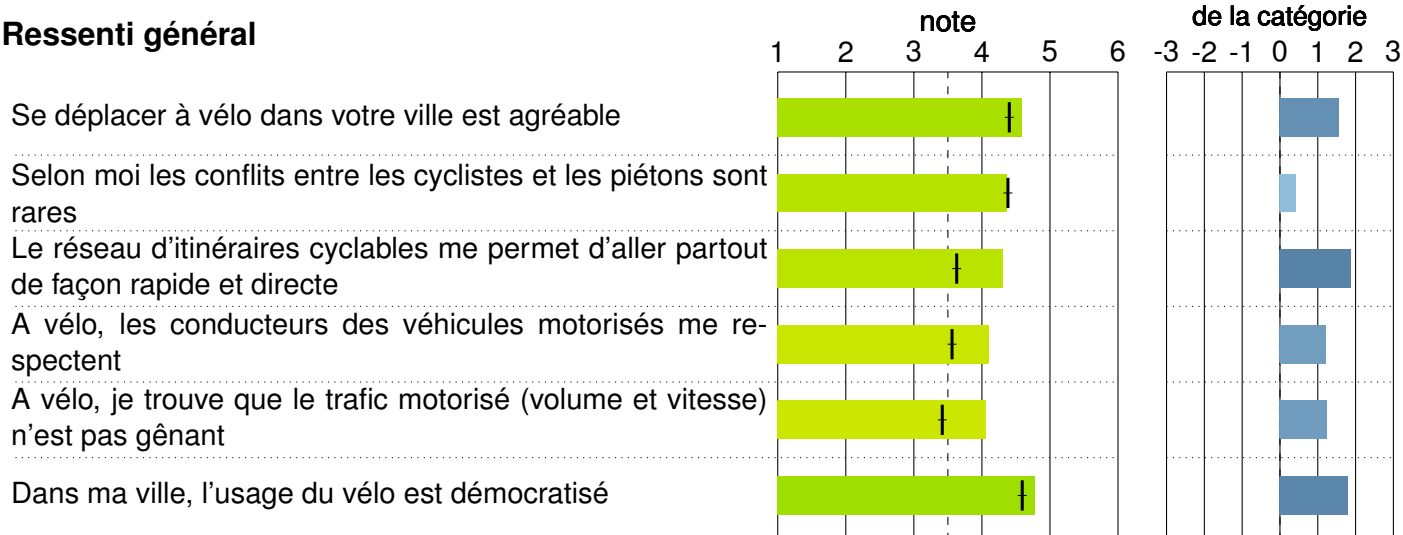 Ressenti général
note
de la catégorie
1 2 3 4 5 6
-3 -2 -1 0 1 2 3
Se déplacer à vélo dans votre ville est agréable
Selon moi les conflits entre les cyclistes et les piétons sont
rares
Le réseau d'itinéraires cyclables me permet d'aller partout
de façon rapide et directe
A vélo, les conducteurs des véhicules motorisés me re-
spectent
A vélo, je trouve que le trafic motorisé (volume et vitesse)
n'est pas gênant
Dans ma ville, l'usage du vélo est démocratisé